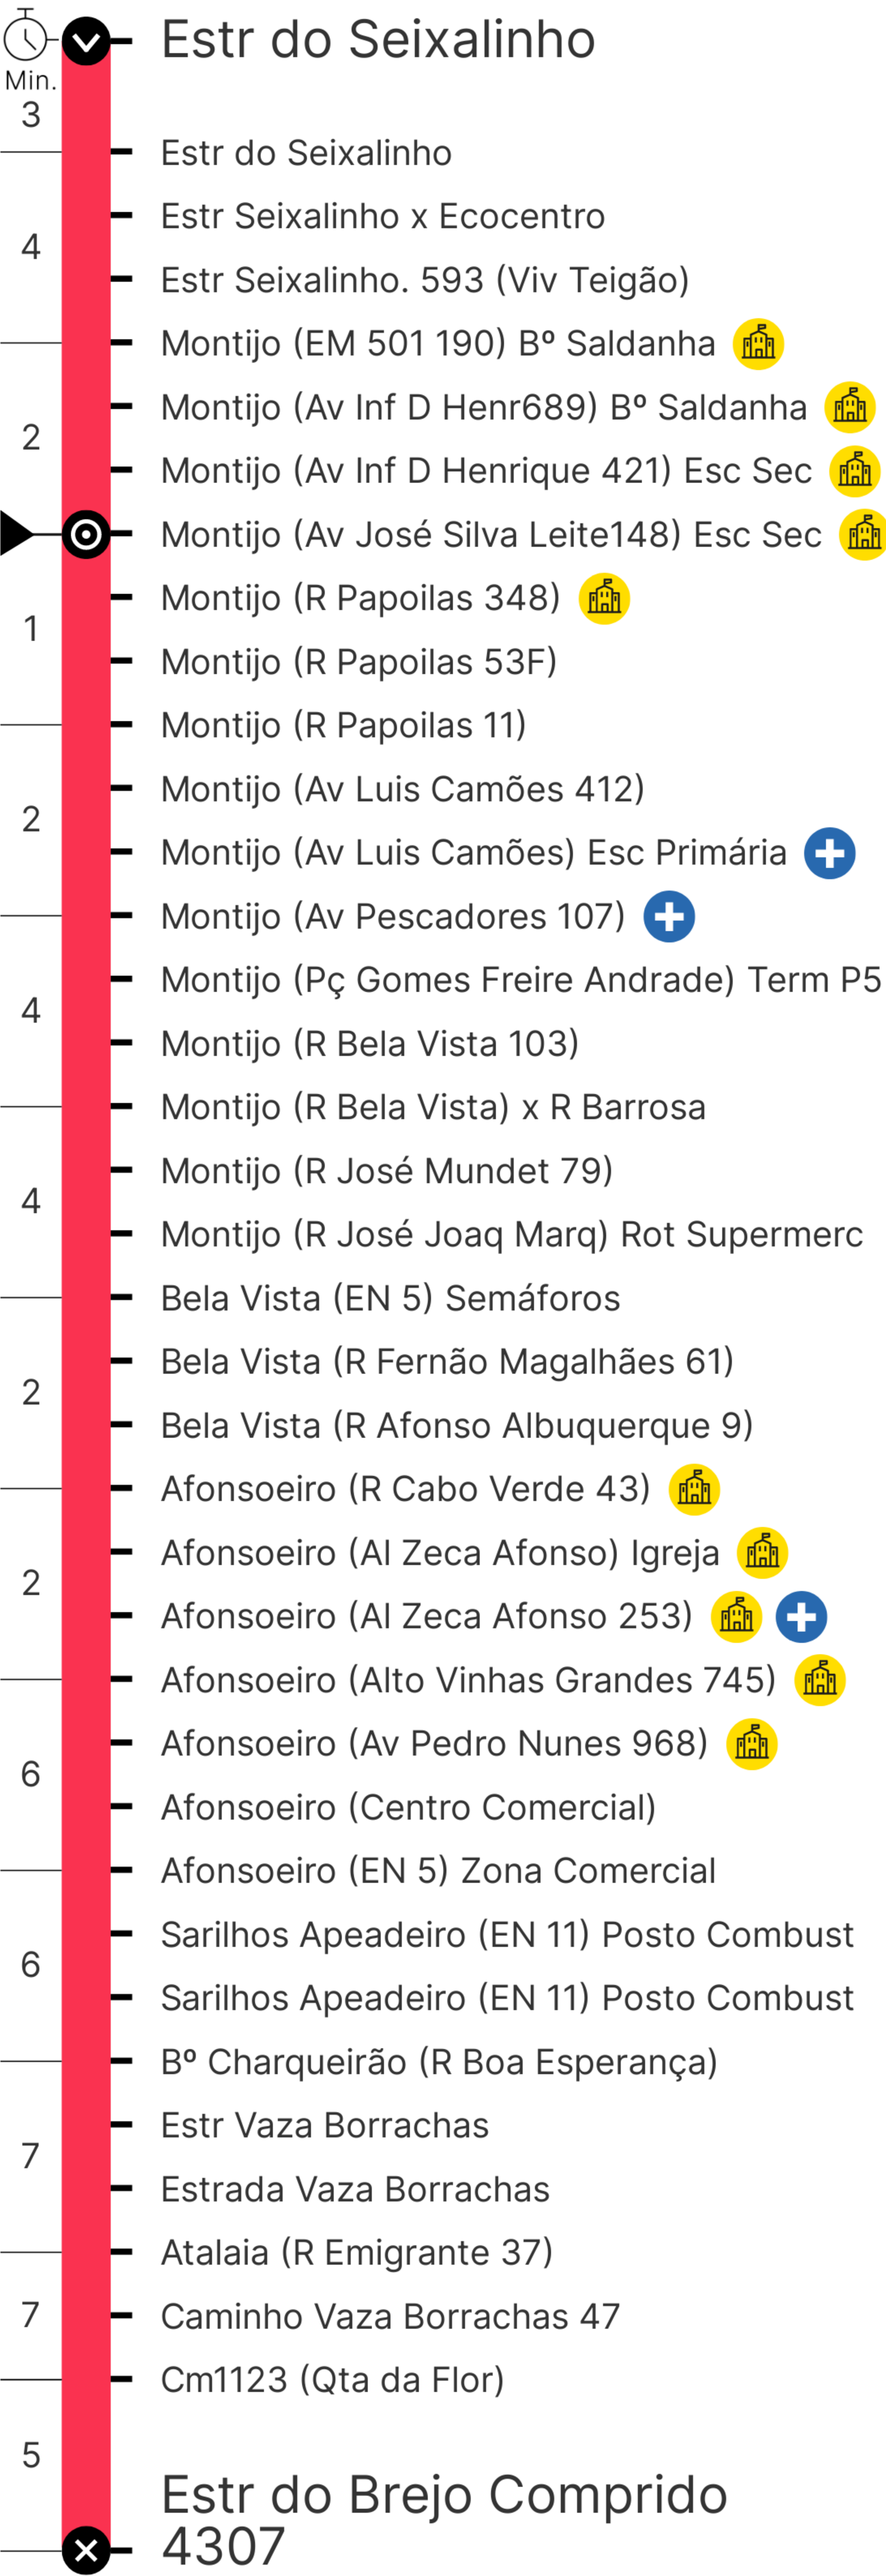 Estr do Seixalinho
Min.
3
Estr do Seixalinho
Estr Seixalinho x Ecocentro
4
Estr Seixalinho. 593 (Viv Teigão)
Montijo (EM 501 190) Bº Saldanha
Montijo (Av Inf D Henr689) Bº Saldanha
2
Montijo (Av Inf D Henrique 421) Esc Sec
Montijo (Av José Silva Leite148) Esc Sec
Montijo (R Papoilas 348)
1
Montijo (R Papoilas 53F)
Montijo (R Papoilas 11)
Montijo (Av Luis Camões 412)
2
Montijo (Av Luis Camões) Esc Primária
Montijo (Av Pescadores 107)
Montijo (Pç Gomes Freire Andrade) Term P5
4
Montijo (R Bela Vista 103)
Montijo (R Bela Vista) x R Barrosa
Montijo (R José Mundet 79)
4
Montijo (R José Joaq Marq) Rot Supermerc
Bela Vista (EN 5) Semáforos
Bela Vista (R Fernão Magalhães 61)
2
Bela Vista (R Afonso Albuquerque 9)
Afonsoeiro (R Cabo Verde 43)
Afonsoeiro (Al Zeca Afonso) Igreja
2
Afonsoeiro (Al Zeca Afonso 253)
Afonsoeiro (Alto Vinhas Grandes 745)
Afonsoeiro (Av Pedro Nunes 968)
6
Afonsoeiro (Centro Comercial)
Afonsoeiro (EN 5) Zona Comercial
Sarilhos Apeadeiro (EN 11) Posto Combust
6
Sarilhos Apeadeiro (EN 11) Posto Combust
Bº Charqueirão (R Boa Esperança)
Estr Vaza Borrachas
7
Estrada Vaza Borrachas
Atalaia (R Emigrante 37)
7
Caminho Vaza Borrachas 47
Cm1123 (Qta da Flor)
5
Estr do Brejo Comprido
4307